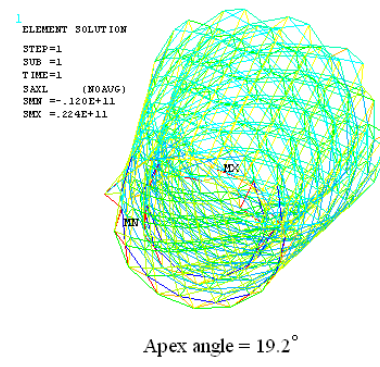 1
ELEMENT SOLUTION
STEP=1
SUB =1
TIME=1
SAXL (NOAVG)
SMN =-.120E+11
SMX =.224E+11
MX
MN
Apex angle = 19.2°